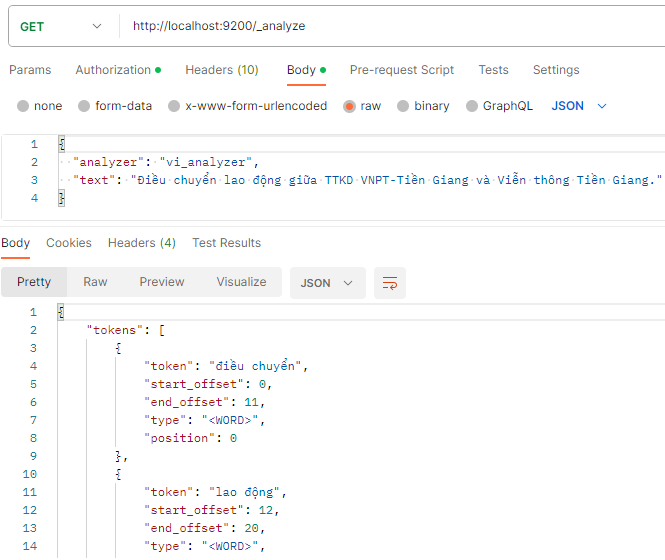 GET http://localhost:9200/_analyze
Params Authorization Headers (10) Body Pre-request Script Tests Settings
none form-data x-www-form-urlencoded raw binary GraphQL JSON
1 {
2 "analyzer": "vi_analyzer",
3 "text": "Điều chuyển lao động giữa TTKD VNPT-Tiền Giang và Viễn thông Tiền Giang."
4 }
Body Cookies Headers (4) Test Results
Pretty Raw Preview Visualize JSON
1 {
2 "tokens": [
3 {
4 "token": "điều chuyển",
5 "start_offset": 0,
6 "end_offset": 11,
7 "type": "<WORD>",
8 "position": 0
9 },
10 {
11 "token": "lao động",
12 "start_offset": 12,
13 "end_offset": 20,
14 "type": "<WORD>",